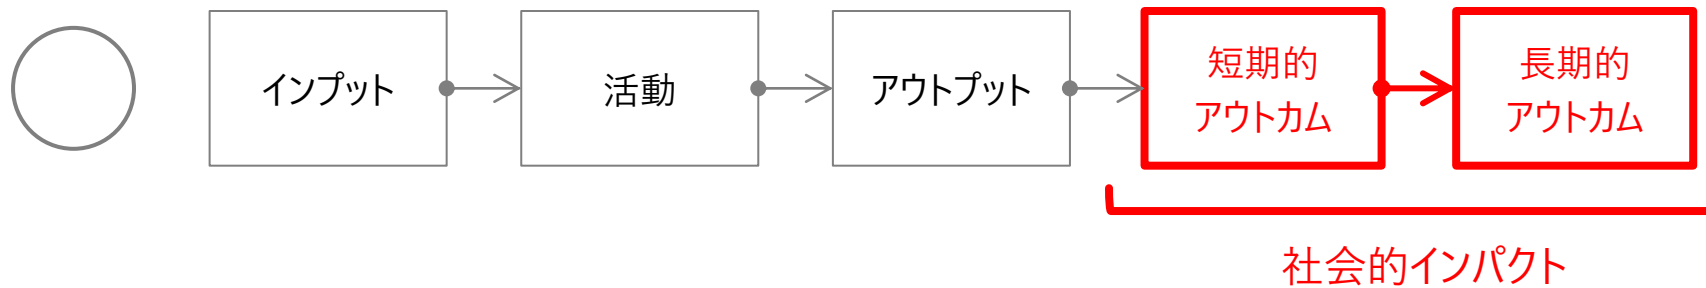 インプット
活動
アウトプット
短期的
アウトカム
長期的
アウトカム
社会的インパクト